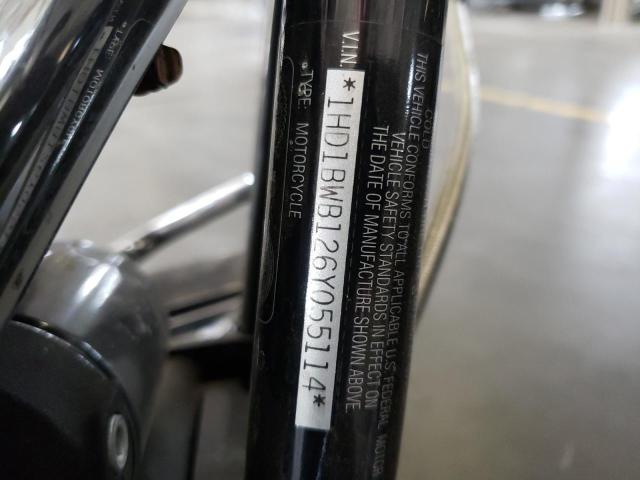 COLD
THIS VEHICLE CONFORMS TO ALL APPLICABLE U.S. FEDERAL MOTOR
VEHICLE SAFETY STANDARDS IN EFFECT ON
THE DATE OF MANUFACTURE SHOWN ABOVE
V.I.N. *1HD1BWB126Y055114*
TYPE: MOTORCYCLE